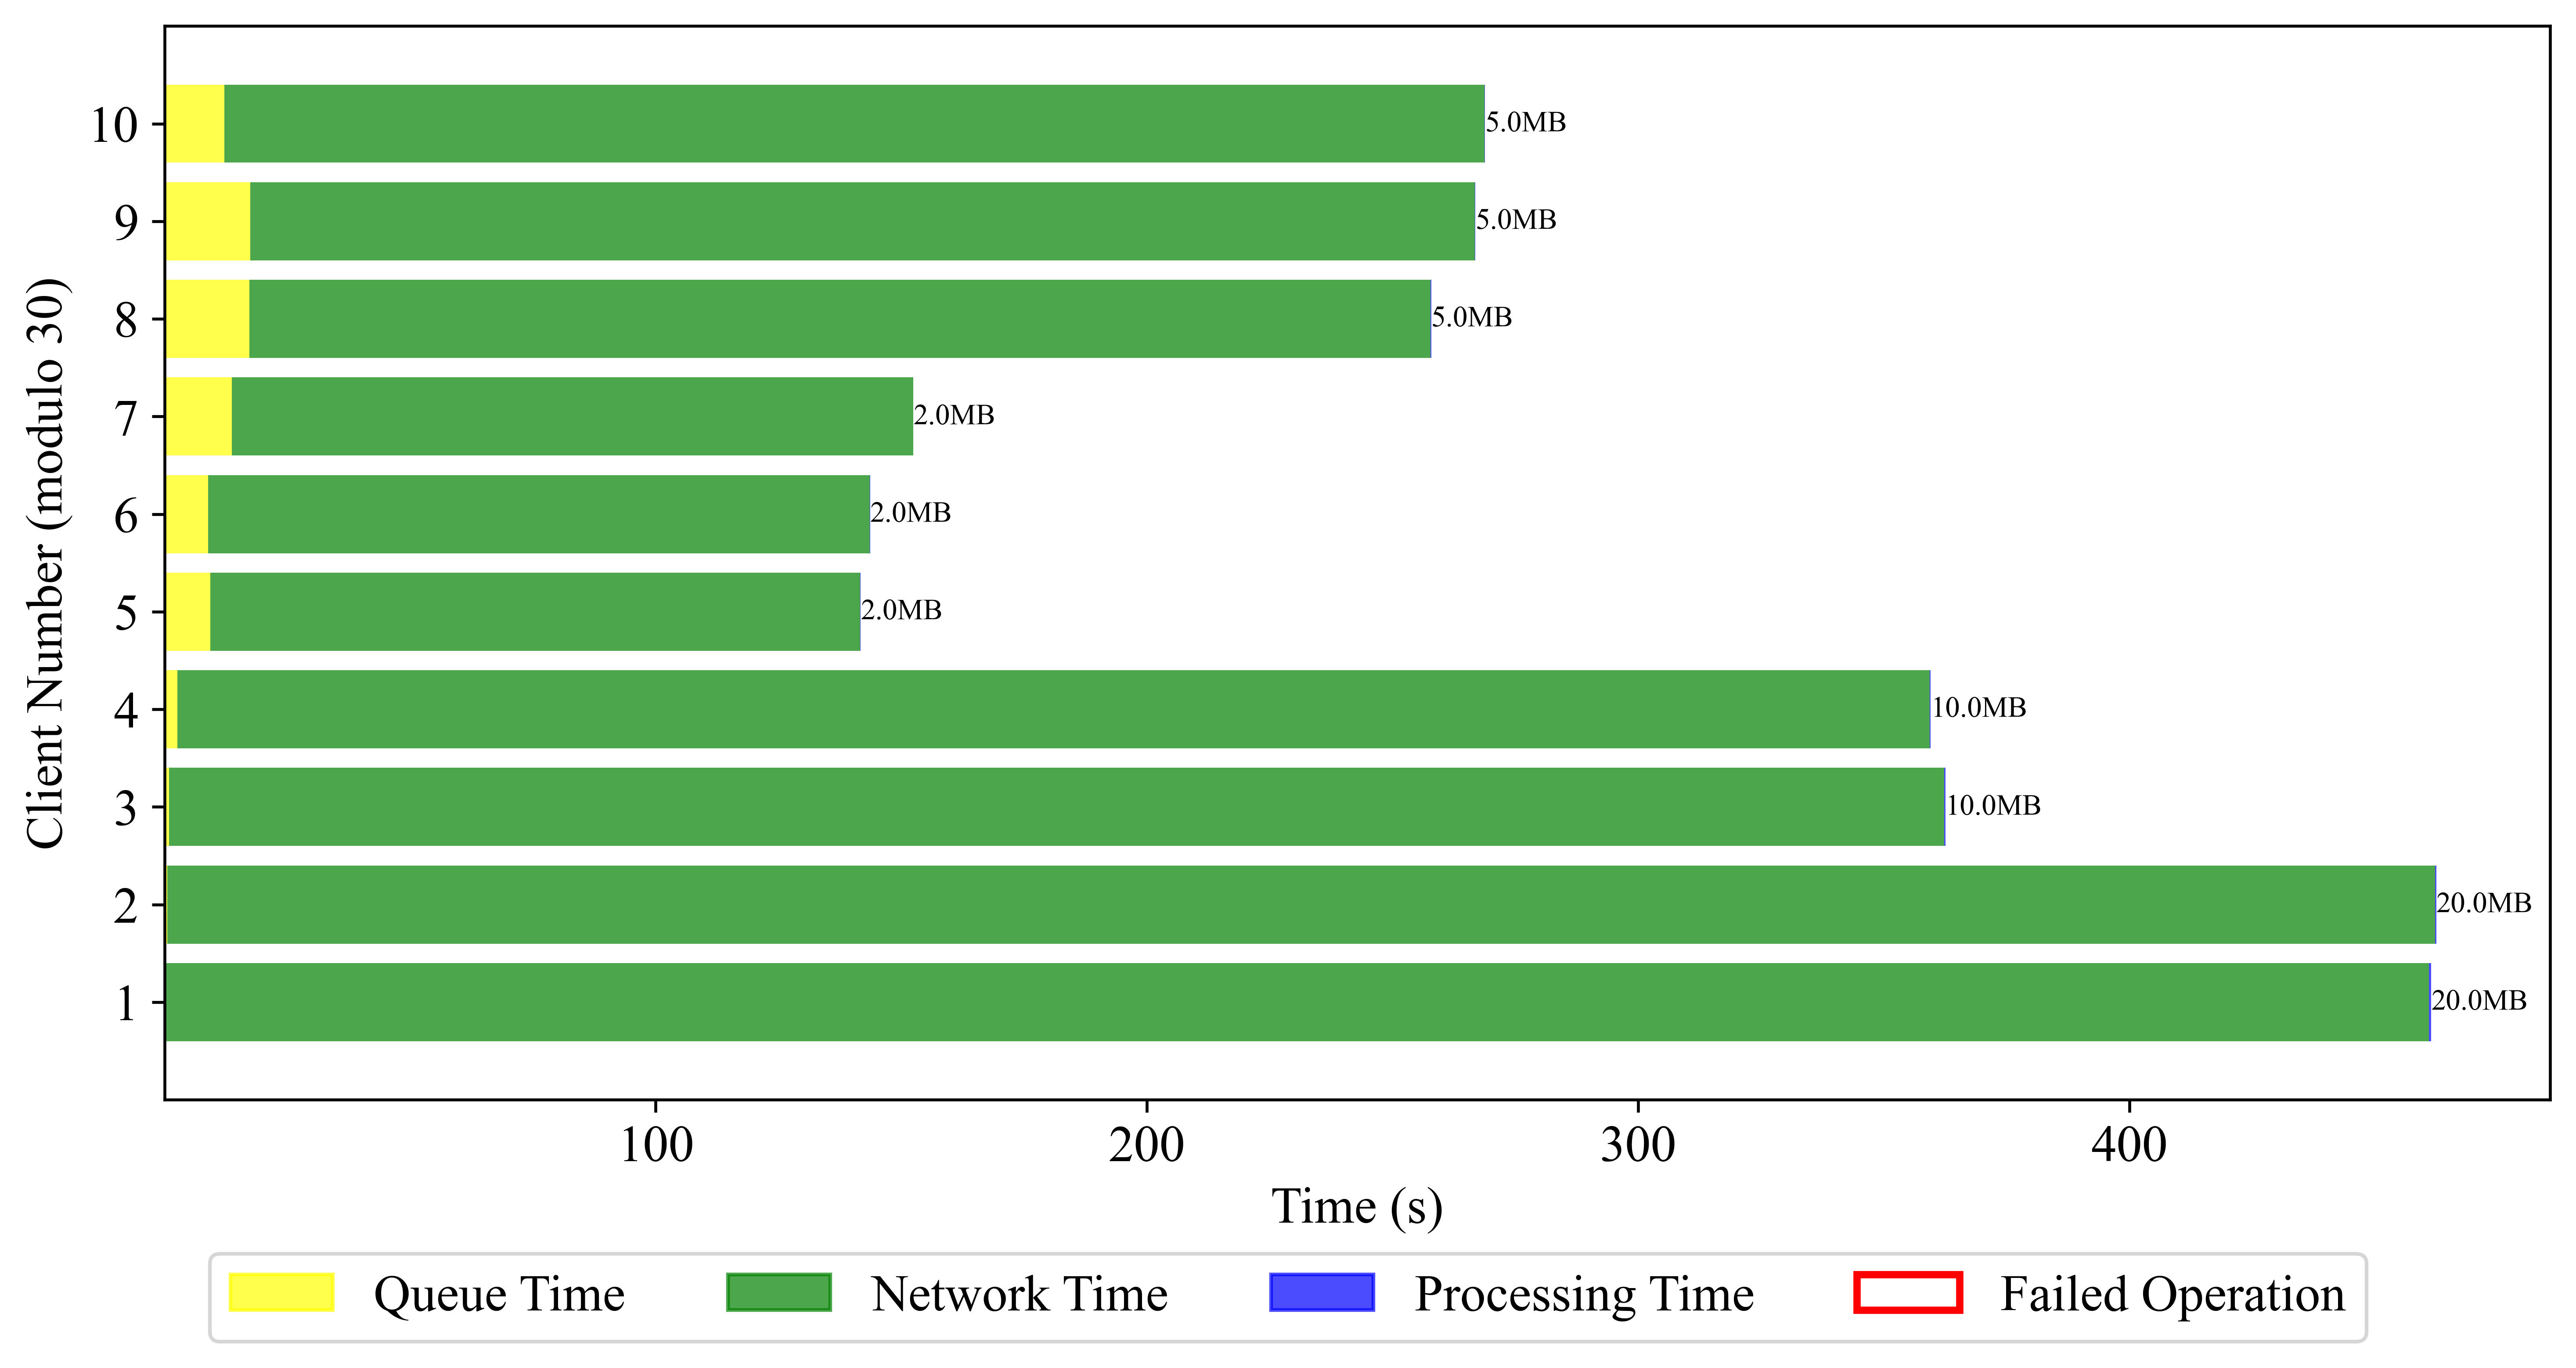 Client Number (modulo 30)
10
9
8
7
6
5
4
3
2
1
5.0MB
5.0MB
5.0MB
2.0MB
2.0MB
2.0MB
10.0MB
10.0MB
20.0MB
20.0MB
100 200 300 400
Time (s)
Queue Time Network Time Processing Time Failed Operation